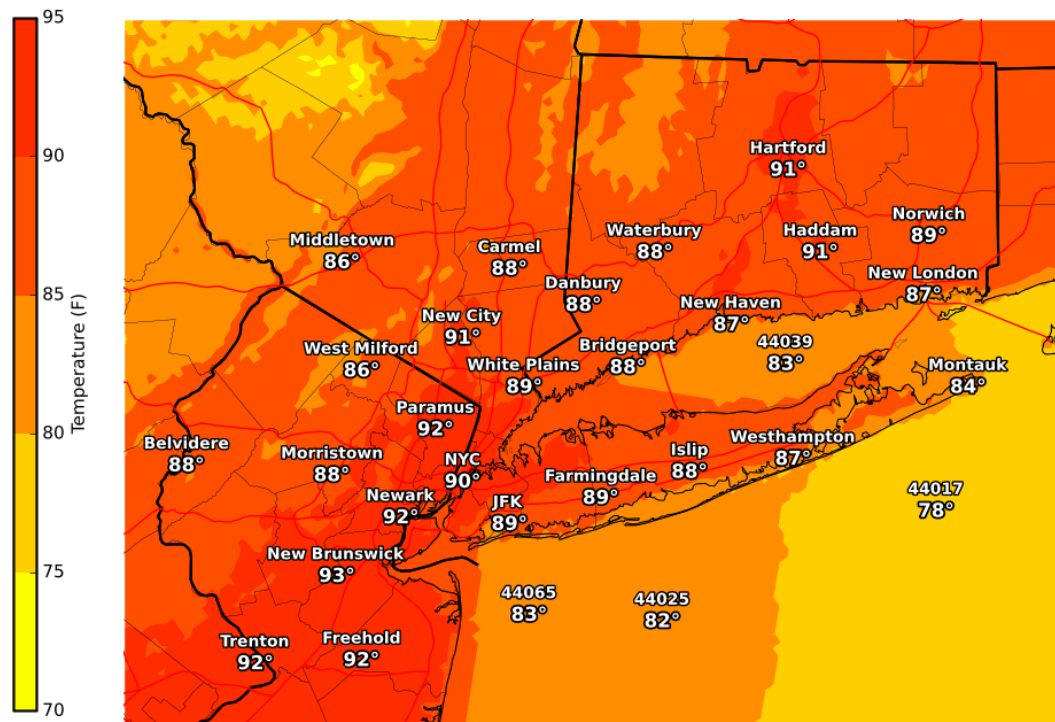 95
90
85
80
75
70
Temperature (F)
Hartford
91°
Norwich
89°
Haddam
91°
Waterbury
88°
Middletown
86°
Carmel
88°
New London
87°
Danbury
88°
New Haven
87°
New City
91°
44039
83°
Bridgeport
88°
West Milford
86°
White Plains
89°
Montauk
84°
Paramus
92°
Westhampton
87°
Belvidere
88°
Islip
88°
Morristown
88°
NYC
90°
Farmingdale
89°
44017
78°
Newark
92°
JFK
89°
New Brunswick
93°
44065
83°
44025
82°
Freehold
92°
Trenton
92°